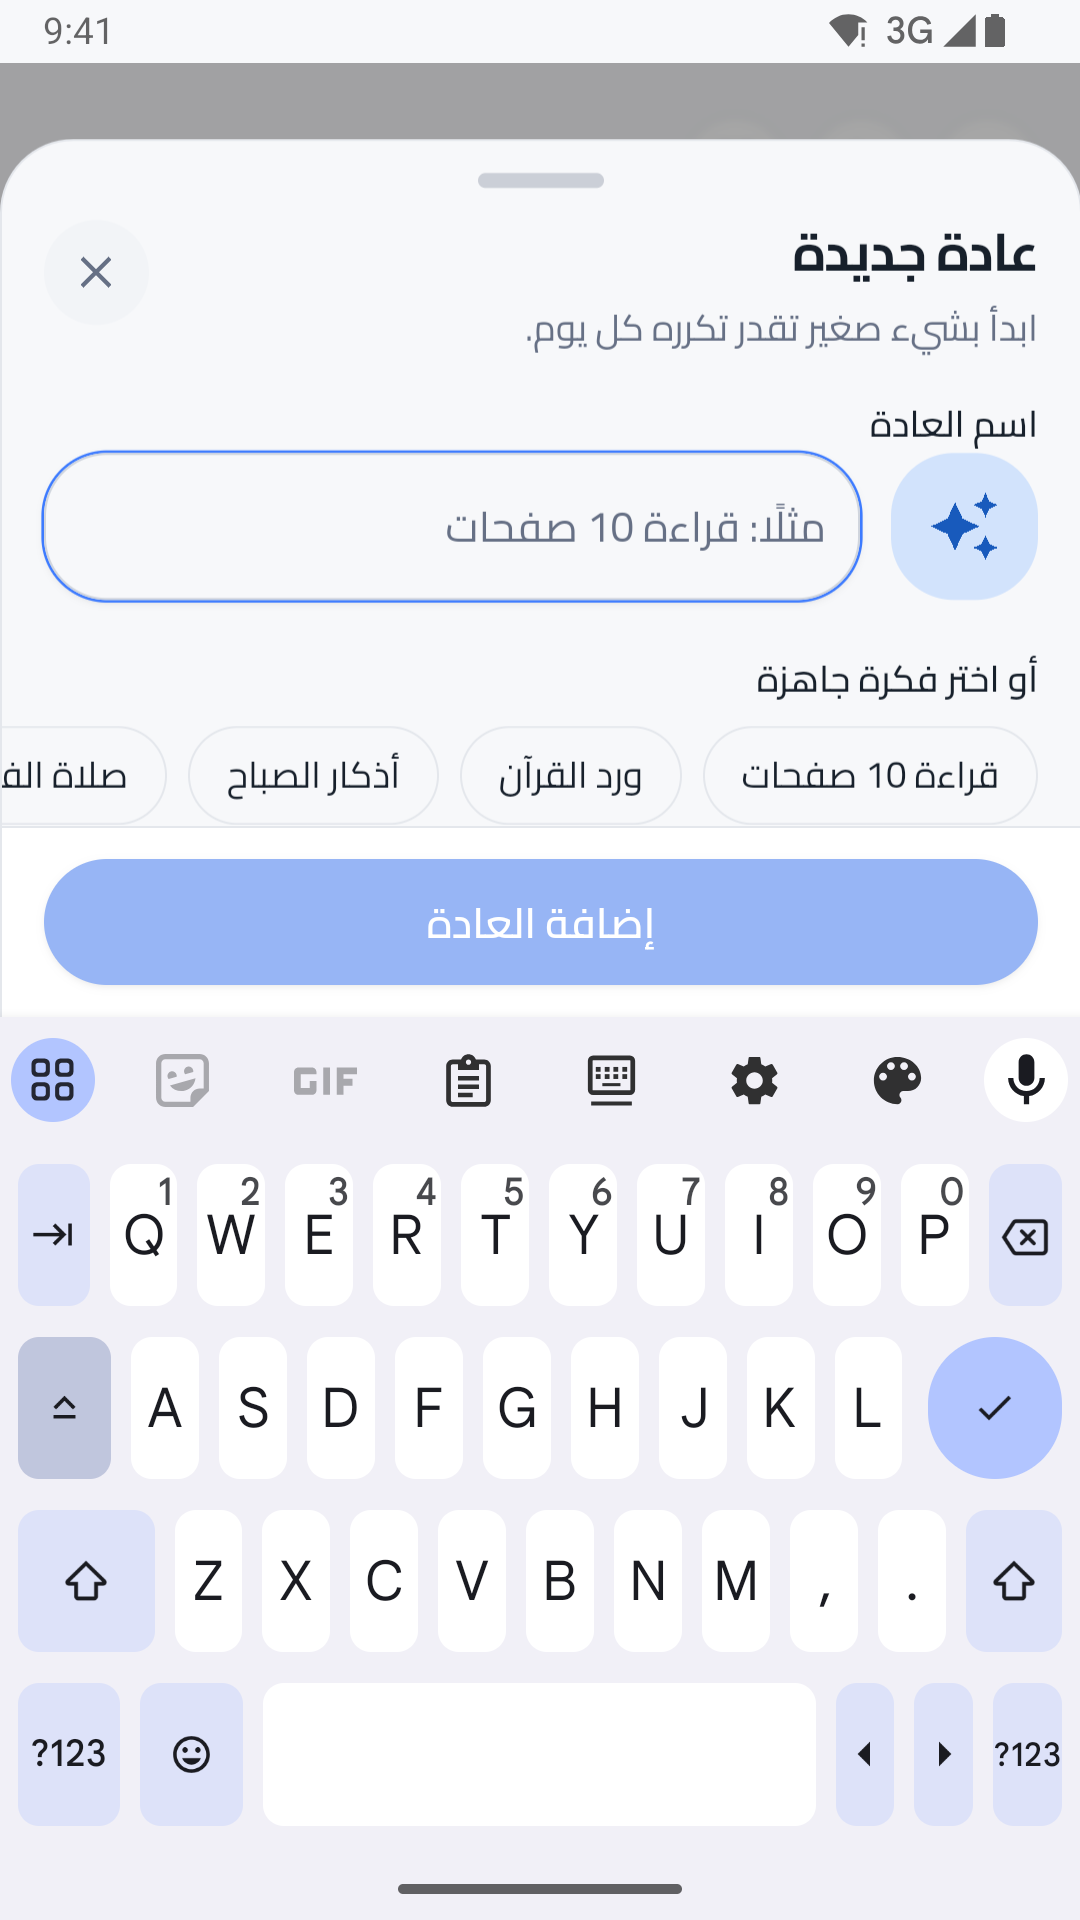 9:41
3G
عادة جديدة
ابدأ بشيء صغير تقدر تكرره كل يوم.
اسم العادة
مثلًا: قراءة 10 صفحات
أو اختر فكرة جاهزة
قراءة 10 صفحات
ورد القرآن
أذكار الصباح
صلاة الف
إضافة العادة
GIF
1 2 3 4 5 6 7 8 9 0
Q W E R T Y U I O P
A S D F G H J K L
Z X C V B N M , .
?123 ?123